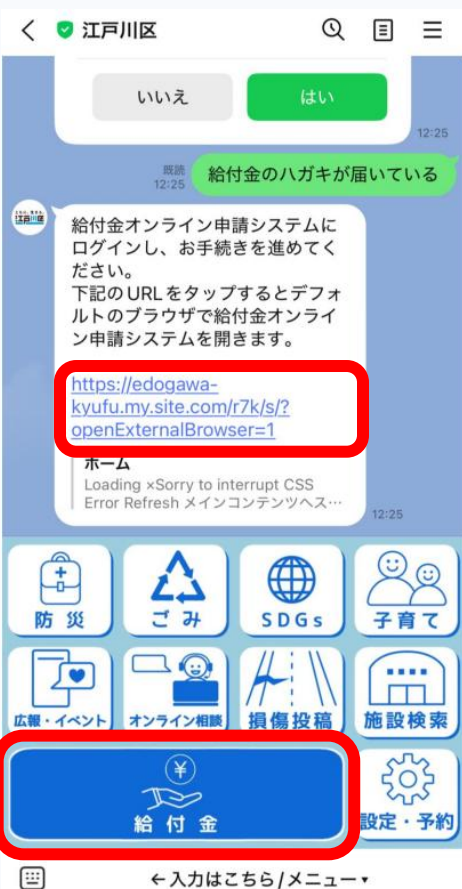 江戸川区
いいえ はい
12:25
既読
12:25
給付金のハガキが届いている
給付金オンライン申請システムに
ログインし、お手続きを進めてく
ださい。
下記のURLをタップするとデフォ
ルトのブラウザで給付金オンライ
ン申請システムを開きます。
https://edogawa-
kyufu.my.site.com/r7k/s/?
openExternalBrowser=1
ホーム
Loading ×Sorry to interrupt CSS
Error Refresh メインコンテンツへス…
12:25
防災 ごみ SDGs 子育て
広報・イベント オンライン相談 損傷投稿 施設検索
¥
給付金 設定・予約
←入力はこちら/メニュー▾